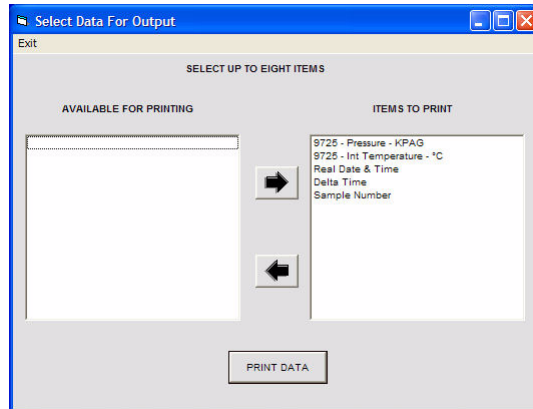 Select Data For Output
Exit
SELECT UP TO EIGHT ITEMS
AVAILABLE FOR PRINTING
ITEMS TO PRINT
9725 - Pressure - KPAG
9725 - Int Temperature - °C
Real Date & Time
Delta Time
Sample Number
PRINT DATA